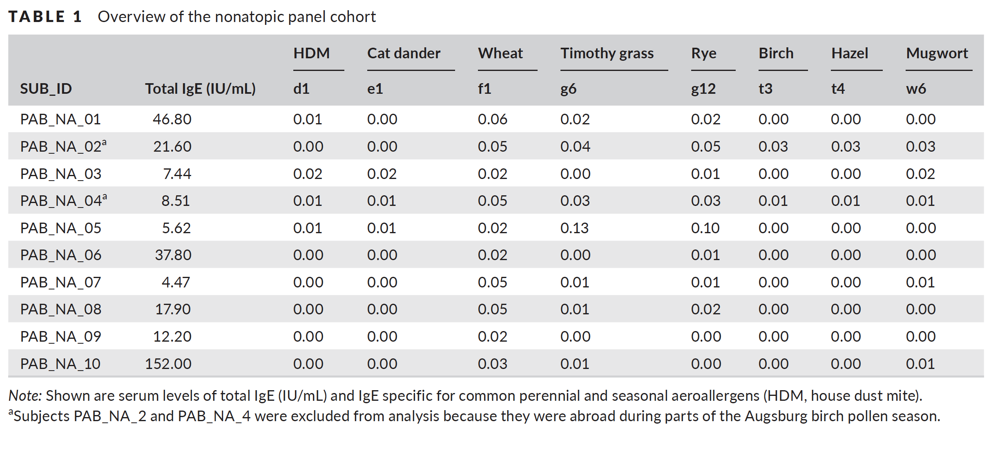 TABLE 1 Overview of the nonatopic panel cohort
HDM Cat dander Wheat Timothy grass Rye Birch Hazel Mugwort
SUB_ID Total IgE (IU/mL) d1 e1 f1 g6 g12 t3 t4 w6
PAB_NA_01 46.80 0.01 0.00 0.06 0.02 0.02 0.00 0.00 0.00
PAB_NA_02a 21.60 0.00 0.00 0.05 0.04 0.05 0.03 0.03 0.03
PAB_NA_03 7.44 0.02 0.02 0.02 0.00 0.01 0.00 0.00 0.02
PAB_NA_04a 8.51 0.01 0.01 0.05 0.03 0.03 0.01 0.01 0.01
PAB_NA_05 5.62 0.01 0.01 0.02 0.13 0.10 0.00 0.00 0.00
PAB_NA_06 37.80 0.00 0.00 0.02 0.00 0.01 0.00 0.00 0.00
PAB_NA_07 4.47 0.00 0.00 0.05 0.01 0.01 0.00 0.00 0.01
PAB_NA_08 17.90 0.00 0.00 0.05 0.01 0.02 0.00 0.00 0.00
PAB_NA_09 12.20 0.00 0.00 0.02 0.00 0.00 0.00 0.00 0.00
PAB_NA_10 152.00 0.00 0.00 0.03 0.01 0.00 0.00 0.00 0.01
Note: Shown are serum levels of total IgE (IU/mL) and IgE specific for common perennial and seasonal aeroallergens (HDM, house dust mite).
aSubjects PAB_NA_2 and PAB_NA_4 were excluded from analysis because they were abroad during parts of the Augsburg birch pollen season.